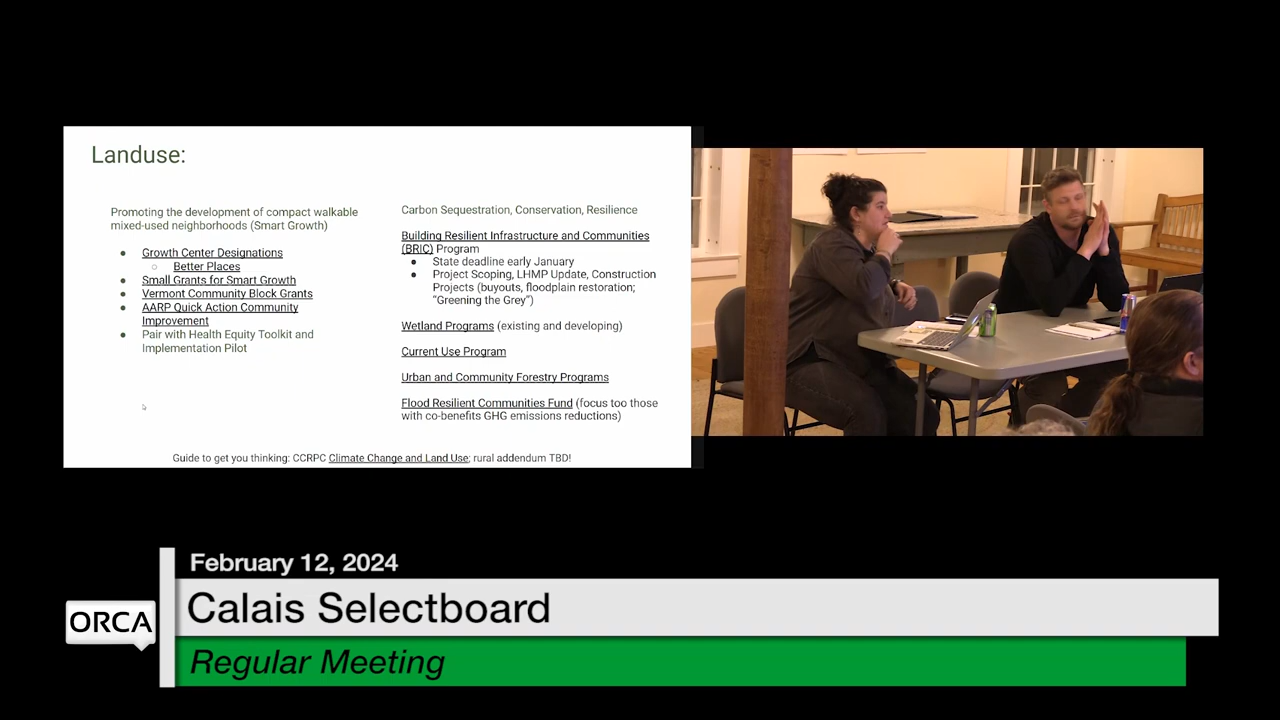 Landuse:
Promoting the development of compact walkable
mixed-used neighborhoods (Smart Growth)
Growth Center Designations
Better Places
Small Grants for Smart Growth
Vermont Community Block Grants
AARP Quick Action Community
Improvement
Pair with Health Equity Toolkit and
Implementation Pilot
Carbon Sequestration, Conservation, Resilience
Building Resilient Infrastructure and Communities
(BRIC) Program
State deadline early January
Project Scoping, LHMP Update, Construction
Projects (buyouts, floodplain restoration;
“Greening the Grey”)
Wetland Programs (existing and developing)
Current Use Program
Urban and Community Forestry Programs
Flood Resilient Communities Fund (focus too those
with co-benefits GHG emissions reductions)
Guide to get you thinking: CCRPC Climate Change and Land Use; rural addendum TBD!
February 12, 2024
ORCA
Calais Selectboard
Regular Meeting